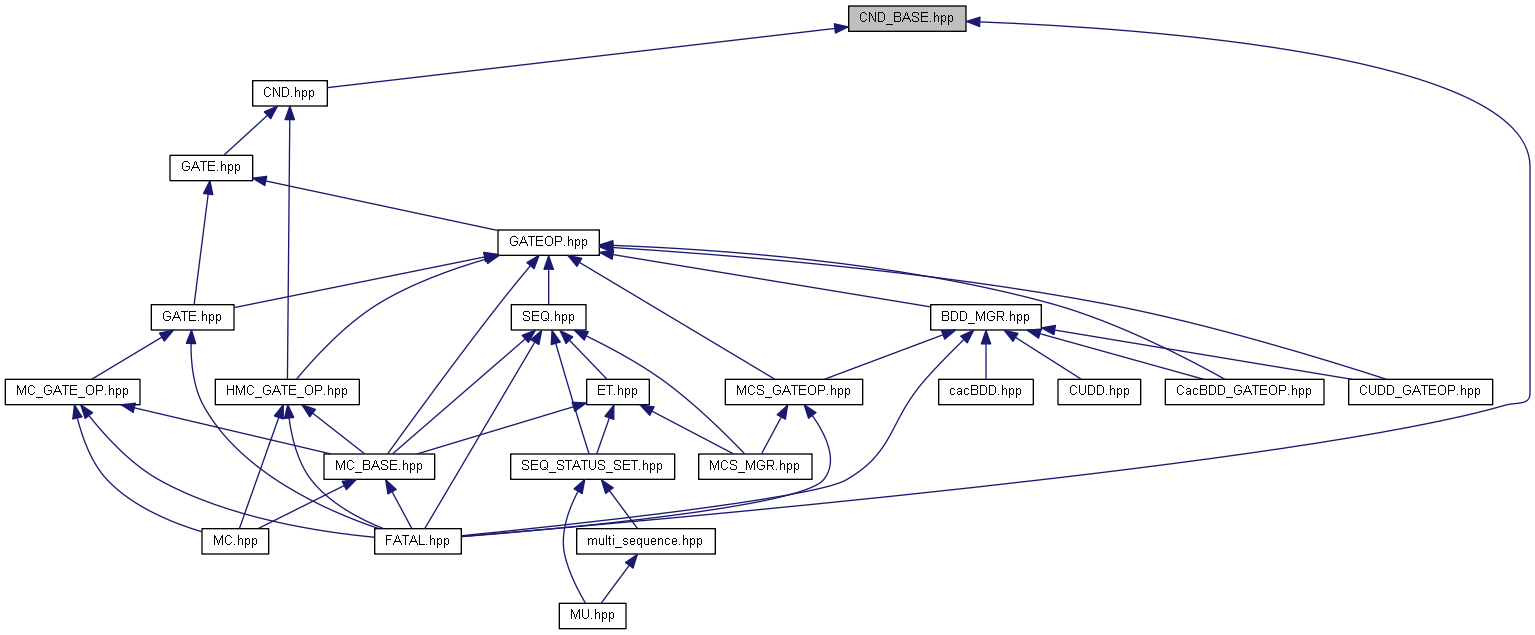 CND_BASE.hpp
CND.hpp
GATE.hpp
GATEOP.hpp
GATE.hpp
SEQ.hpp
BDD_MGR.hpp
MC_GATE_OP.hpp
HMC_GATE_OP.hpp
ET.hpp
MCS_GATEOP.hpp
cacBDD.hpp
CUDD.hpp
CacBDD_GATEOP.hpp
CUDD_GATEOP.hpp
MC_BASE.hpp
SEQ_STATUS_SET.hpp
MCS_MGR.hpp
MC.hpp
FATAL.hpp
multi_sequence.hpp
MU.hpp